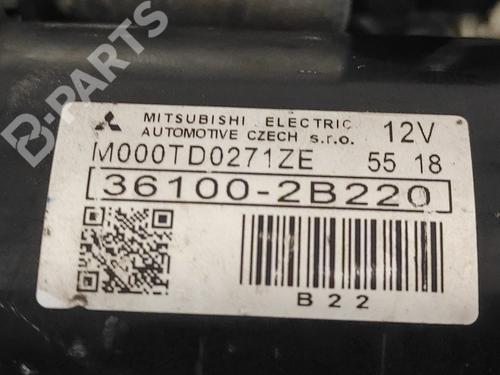 B-PARTS
MITSUBISHI ELECTRIC
AUTOMOTIVE CZECH s.r.o. 12V
M000TD0271ZE 55 18
36100-2B220
B22